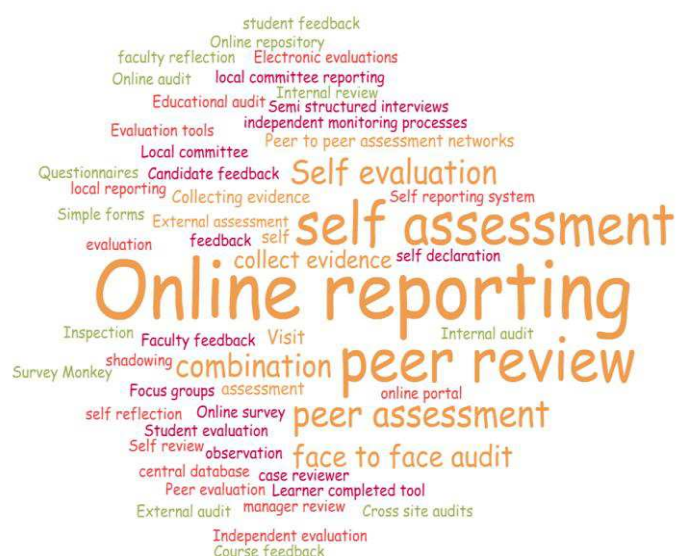 student feedback
Online repository
faculty reflection Electronic evaluations
Online audit local committee reporting
Internal review
Educational audit Semi structured interviews
independent monitoring processes
Evaluation tools Peer to peer assessment networks
Local committee
Questionnaires Candidate feedback Self evaluation
local reporting Collecting evidence Self reporting system
Simple forms External assessment self assessment
evaluation feedback self
collect evidence self declaration
Online reporting
Inspection Faculty feedback Visit Internal audit
shadowing combination peer review
Survey Monkey
Focus groups assessment online portal
self reflection Online survey peer assessment
Student evaluation
Self review observation face to face audit
central database case reviewer
Peer evaluation Learner completed tool
External audit manager review Cross site audits
Independent evaluation
Course feedback